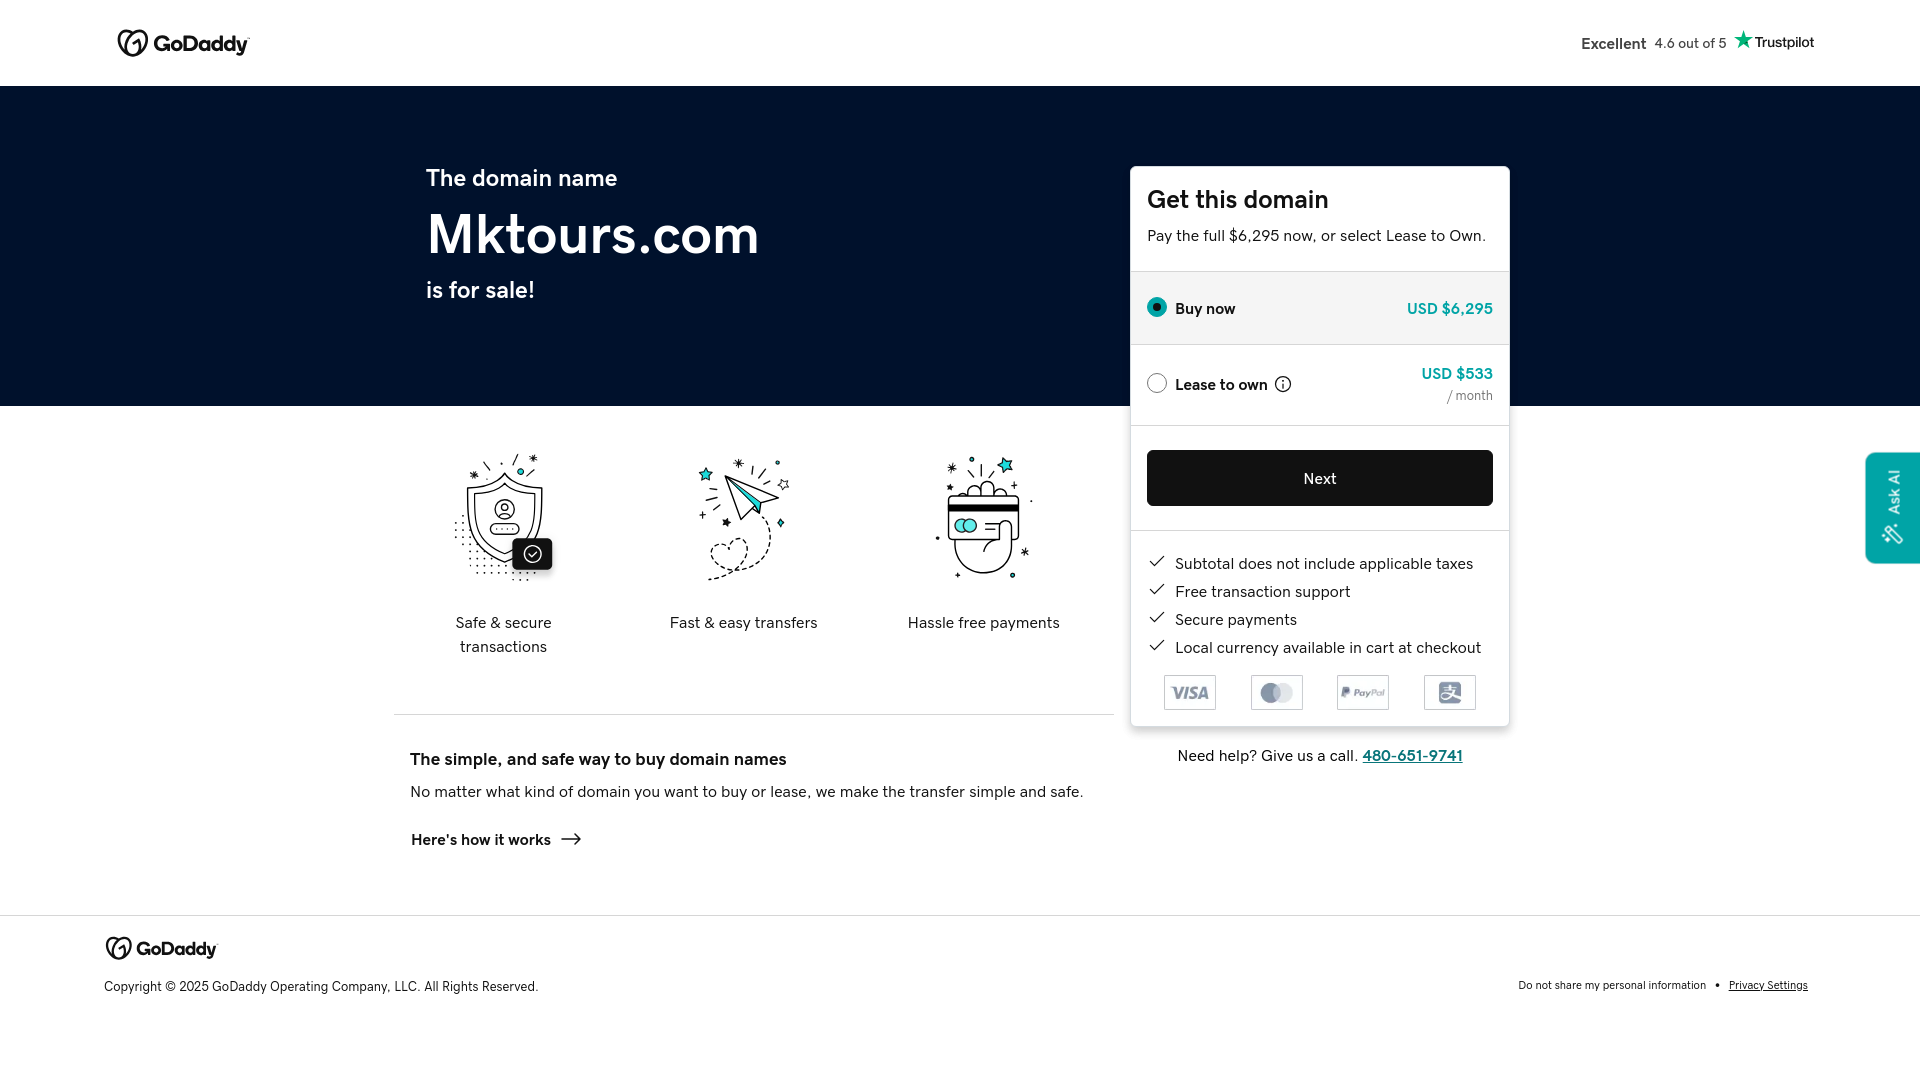 GoDaddy
Excellent 4.6 out of 5 Trustpilot
The domain name
Mktours.com
is for sale!
Get this domain
Pay the full $6,295 now, or select Lease to Own.
Buy now USD $6,295
Lease to own USD $533
/ month
Next
Subtotal does not include applicable taxes
Free transaction support
Secure payments
Local currency available in cart at checkout
VISA PayPal 支
Need help? Give us a call. 480-651-9741
Ask AI
Safe & secure
transactions
Fast & easy transfers
Hassle free payments
The simple, and safe way to buy domain names
No matter what kind of domain you want to buy or lease, we make the transfer simple and safe.
Here's how it works
GoDaddy
Copyright © 2025 GoDaddy Operating Company, LLC. All Rights Reserved.
Do not share my personal information • Privacy Settings